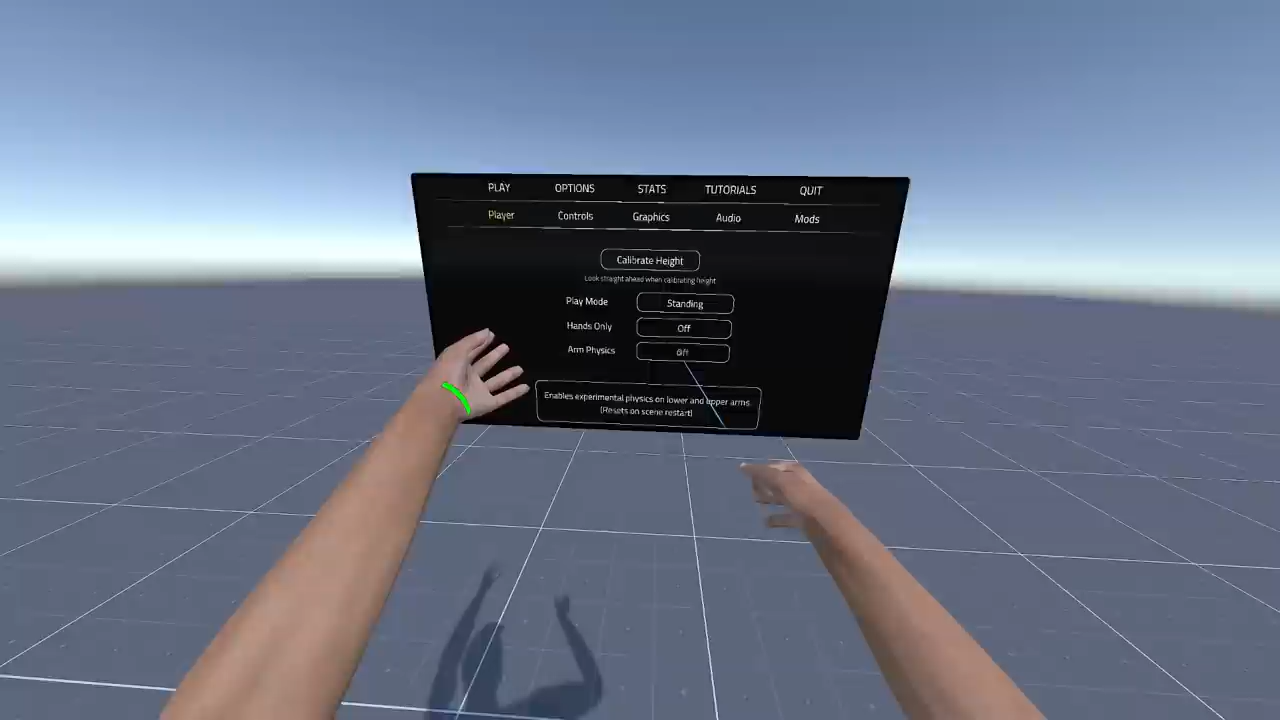 PLAY OPTIONS STATS TUTORIALS QUIT
Player Controls Graphics Audio Mods
Calibrate Height
Look straight ahead when calibrating height
Play Mode Standing
Hands Only Off
Arm Physics Off
Enables experimental physics on lower and upper arms.
(Resets on scene restart)